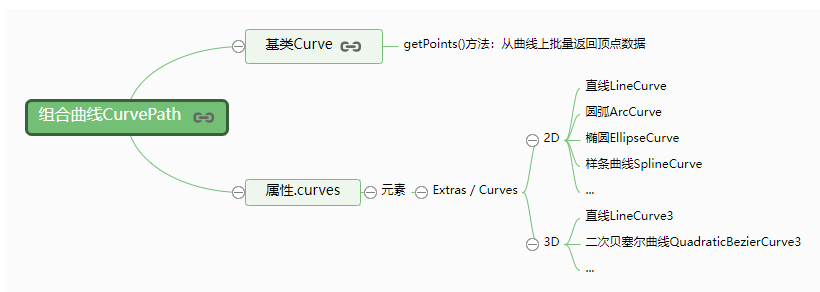 组合曲线CurvePath
基类Curve
getPoints()方法：从曲线上批量返回顶点数据
属性.curves
元素
Extras / Curves
2D
直线LineCurve
圆弧ArcCurve
椭圆EllipseCurve
样条曲线SplineCurve
...
3D
直线LineCurve3
二次贝塞尔曲线QuadraticBezierCurve3
...